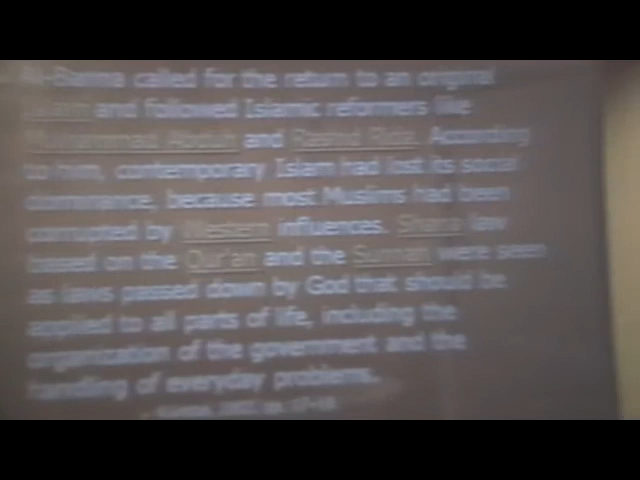 Al-Banna called for the return to an original
Islam and followed Islamic reformers like
Muhammad Abduh and Rashid Rida. According
to him, contemporary Islam had lost its social
dominance, because most Muslims had been
corrupted by Western influences. Sharia law
based on the Qur'an and the Sunnah were seen
as laws passed down by God that should be
applied to all parts of life, including the
organization of the government and the
handling of everyday problems.